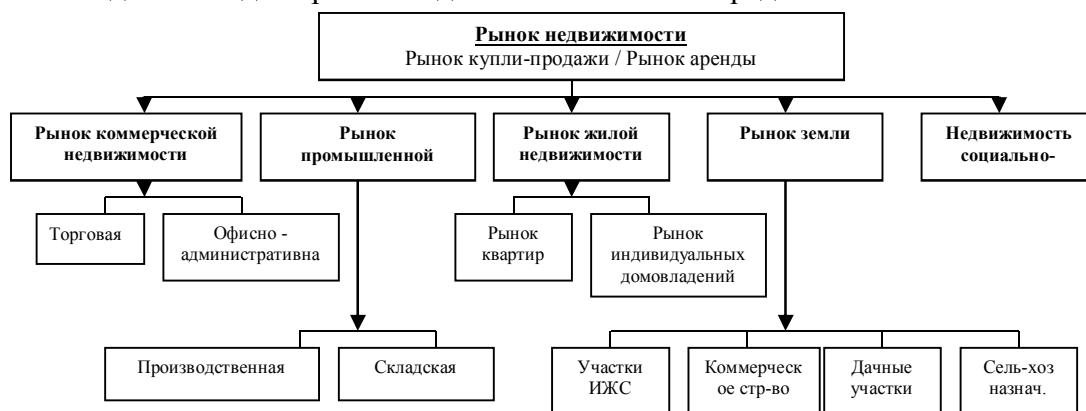 Рынок недвижимости
Рынок купли-продажи / Рынок аренды
Рынок коммерческой
недвижимости
Рынок
промышленной
Рынок жилой
недвижимости
Рынок земли
Недвижимость
социально-
Торговая
Офисно -
административна
Рынок
квартир
Рынок
индивидуальных
домовладений
Производственная
Складская
Участки
ИЖС
Коммерческ
ое стр-во
Дачные
участки
Сель-хоз
назнач.